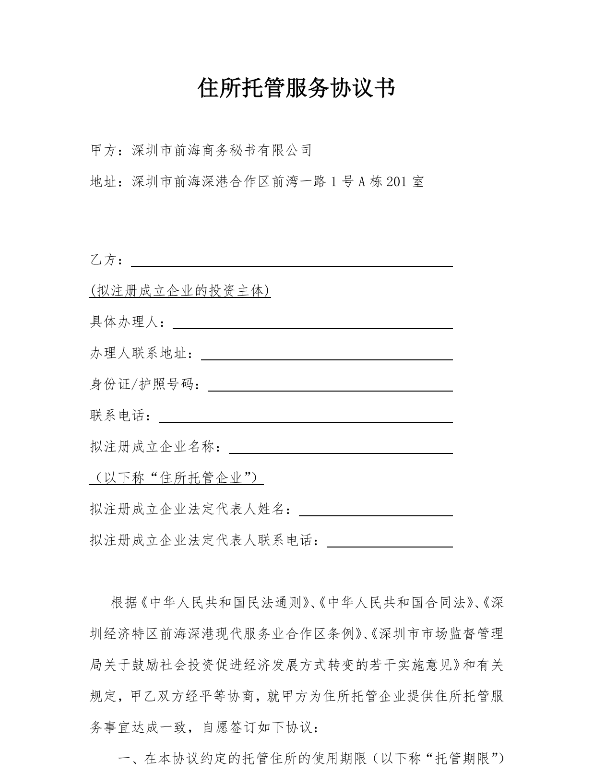 住所托管服务协议书
甲方：深圳市前海商务秘书有限公司
地址：深圳市前海深港合作区前湾一路1号A栋201室
乙方：
(拟注册成立企业的投资主体)
具体办理人：
办理人联系地址：
身份证/护照号码：
联系电话：
拟注册成立企业名称：
（以下称“住所托管企业”）
拟注册成立企业法定代表人姓名：
拟注册成立企业法定代表人联系电话：
根据《中华人民共和国民法通则》、《中华人民共和国合同法》、《深
圳经济特区前海深港现代服务业合作区条例》、《深圳市市场监督管理
局关于鼓励社会投资促进经济发展方式转变的若干实施意见》和有关
规定，甲乙双方经平等协商，就甲方为住所托管企业提供住所托管服
务事宜达成一致，自愿签订如下协议：
一、在本协议约定的托管住所的使用期限（以下称“托管期限”）